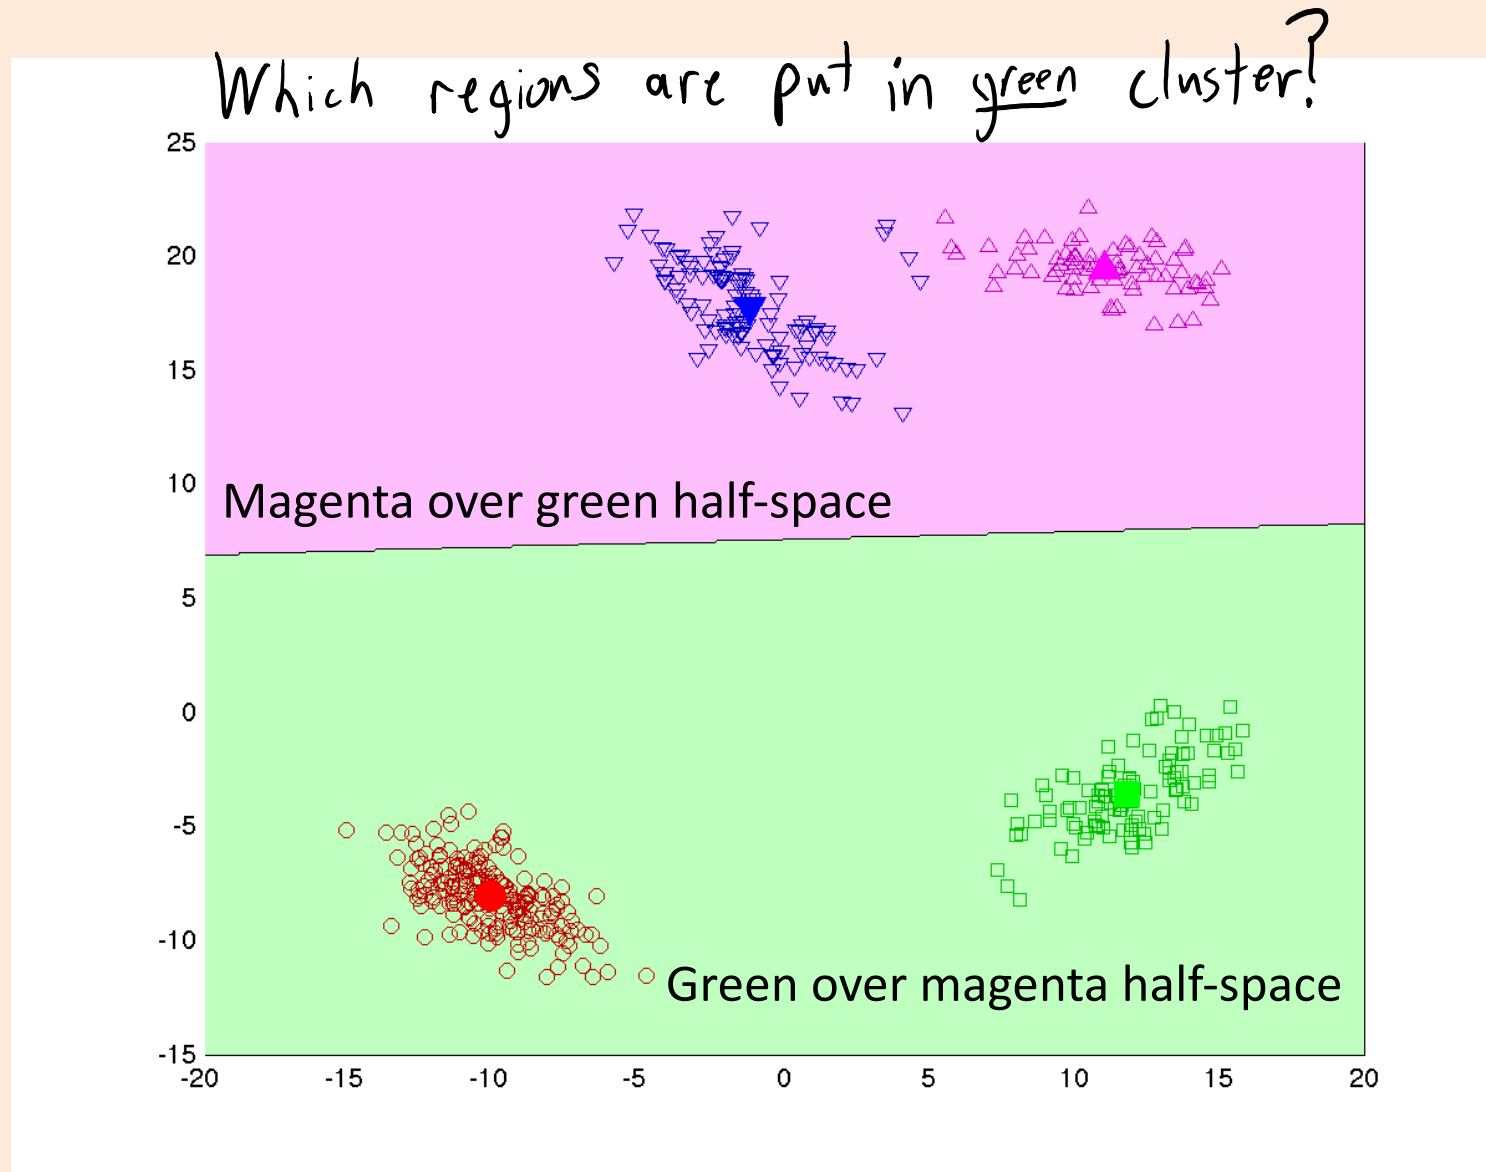 Which regions are put in green cluster?
25
20
15
10
Magenta over green half-space
5
0
-5
-10
Green over magenta half-space
-15
-20 -15 -10 -5 0 5 10 15 20